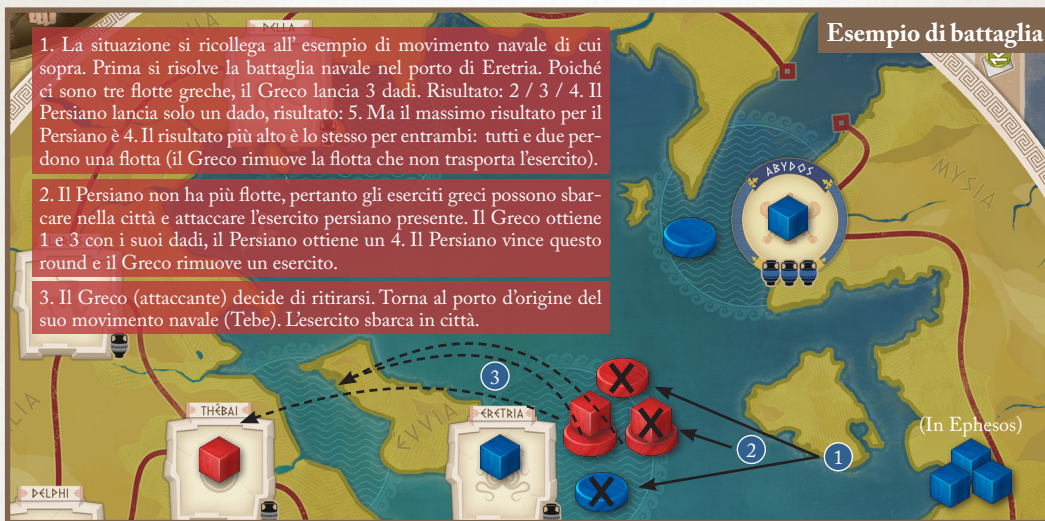 Esempio di battaglia
1. La situazione si ricollega all' esempio di movimento navale di cui
sopra. Prima si risolve la battaglia navale nel porto di Eretria. Poiché
ci sono tre flotte greche, il Greco lancia 3 dadi. Risultato: 2 / 3 / 4. Il
Persiano lancia solo un dado, risultato: 5. Ma il massimo risultato per il
Persiano è 4. Il risultato più alto è lo stesso per entrambi: tutti e due per-
dono una flotta (il Greco rimuove la flotta che non trasporta l'esercito).
2. Il Persiano non ha più flotte, pertanto gli eserciti greci possono sbar-
care nella città e attaccare l'esercito persiano presente. Il Greco ottiene
1 e 3 con i suoi dadi, il Persiano ottiene un 4. Il Persiano vince questo
round e il Greco rimuove un esercito.
3. Il Greco (attaccante) decide di ritirarsi. Torna al porto d'origine del
suo movimento navale (Tebe). L'esercito sbarca in città.
ABYDOS
MYSIA
3
THÊBAI
EVVIA
ERETRIA
(In Ephesos)
2
1
DELPHI